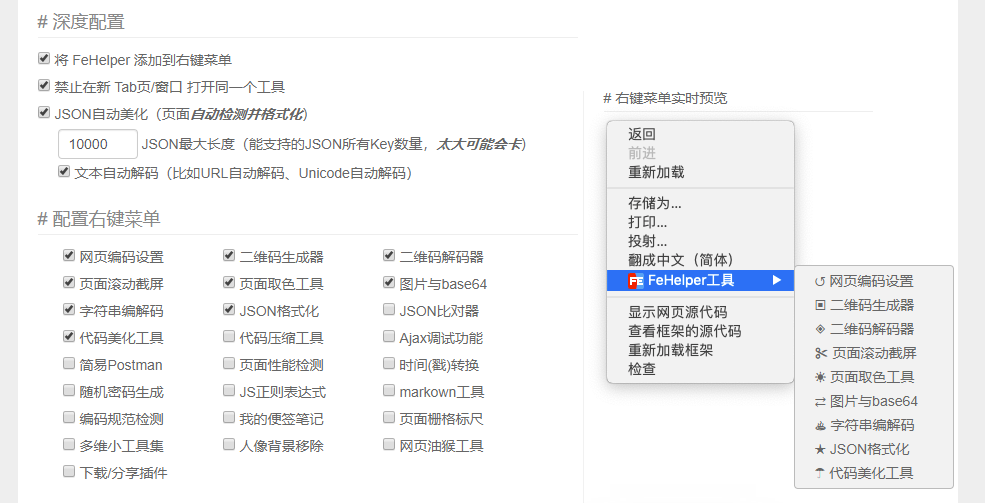 # 深度配置
将 FeHelper 添加到右键菜单
禁止在新 Tab页/窗口 打开同一个工具
JSON自动美化（页面自动检测并格式化）
10000 JSON最大长度（能支持的JSON所有Key数量，太大可能会卡）
文本自动解码（比如URL自动解码、Unicode自动解码）
# 配置右键菜单
网页编码设置 二维码生成器 二维码解码器
页面滚动截屏 页面取色工具 图片与base64
字符串编解码 JSON格式化 JSON比对器
代码美化工具 代码压缩工具 Ajax调试功能
简易Postman 页面性能检测 时间(戳)转换
随机密码生成 JS正则表达式 markown工具
编码规范检测 我的便签笔记 页面栅格标尺
多维小工具集 人像背景移除 网页油猴工具
下载/分享插件
# 右键菜单实时预览
返回
前进
重新加载
存储为...
打印...
投射...
翻成中文（简体）
FeHelper工具
显示网页源代码
查看框架的源代码
重新加载框架
检查
网页编码设置
二维码生成器
二维码解码器
页面滚动截屏
页面取色工具
图片与base64
字符串编解码
JSON格式化
代码美化工具